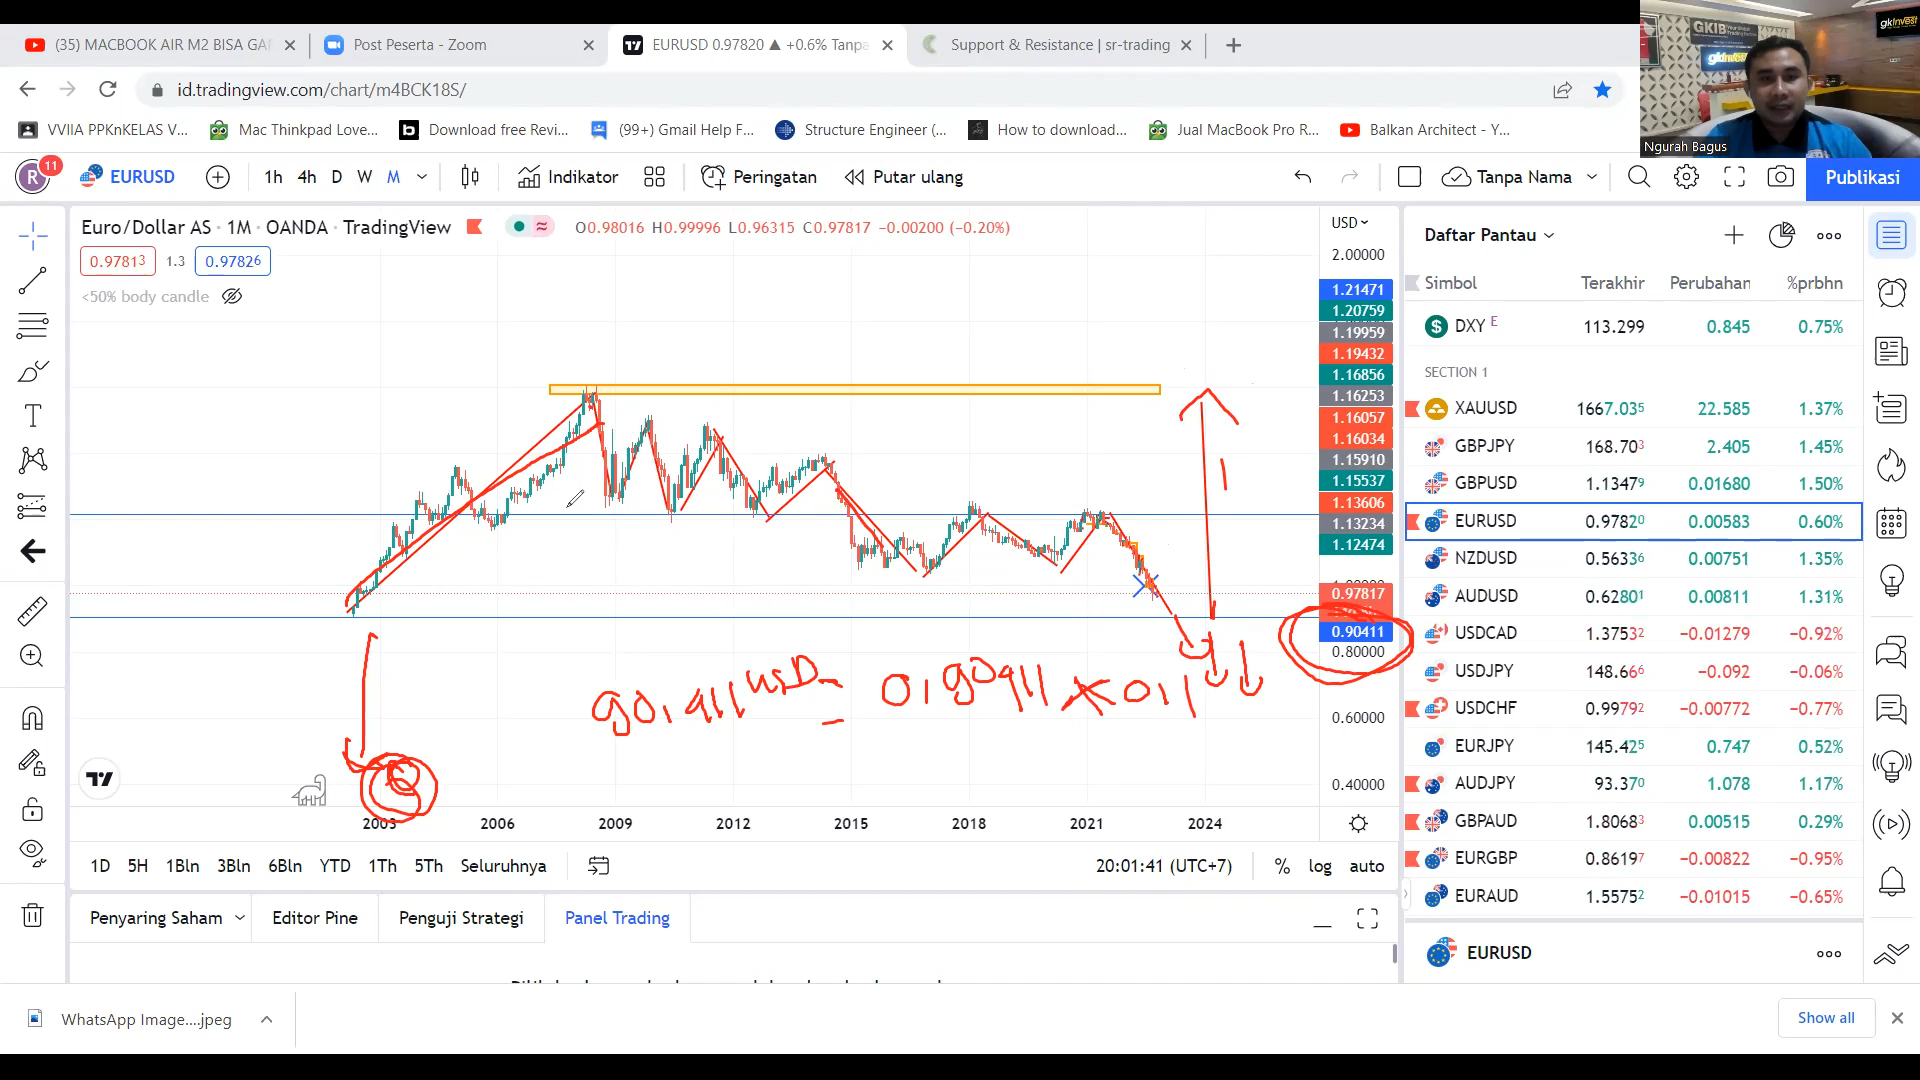 (35) MACBOOK AIR M2 BISA GA
Post Peserta - Zoom
EURUSD 0.97820 ▲ +0.6% Tanpa
Support & Resistance | sr-trading
id.tradingview.com/chart/m4BCK18S/
VVIIA PPKnKELAS V...
Mac Thinkpad Love...
Download free Revi...
(99+) Gmail Help F...
Structure Engineer (...
How to download...
Jual MacBook Pro R...
Balkan Architect - Y...
GKInvest
Ngurah Bagus
R 11
EURUSD
1h 4h D W M
Indikator
Peringatan
Putar ulang
Tanpa Nama
Publikasi
Euro/Dollar AS · 1M · OANDA · TradingView
O0.98016 H0.99996 L0.96315 C0.97817 −0.00200 (−0.20%)
0.97813 1.3 0.97826
<50% body candle
USD
2.00000
1.21471
1.20759
1.19959
1.19432
1.16856
1.16253
1.16057
1.16034
1.15910
1.15537
1.13606
1.13234
1.12474
0.97817
0.90411
0.80000
0.60000
0.40000
90,411 USD = 0,90411 x 0,1
2003 2006 2009 2012 2015 2018 2021 2024
1D 5H 1Bln 3Bln 6Bln YTD 1Th 5Th Seluruhnya
20:01:41 (UTC+7) % log auto
Penyaring Saham
Editor Pine
Penguji Strategi
Panel Trading
Daftar Pantau
Simbol Terakhir Perubahan %prbhn
DXY E 113.299 0.845 0.75%
SECTION 1
XAUUSD 1667.035 22.585 1.37%
GBPJPY 168.703 2.405 1.45%
GBPUSD 1.13479 0.01680 1.50%
EURUSD 0.97820 0.00583 0.60%
NZDUSD 0.56336 0.00751 1.35%
AUDUSD 0.62801 0.00811 1.31%
USDCAD 1.37532 −0.01279 −0.92%
USDJPY 148.666 −0.092 −0.06%
USDCHF 0.99792 −0.00772 −0.77%
EURJPY 145.425 0.747 0.52%
AUDJPY 93.370 1.078 1.17%
GBPAUD 1.80683 0.00515 0.29%
EURGBP 0.86197 −0.00822 −0.95%
EURAUD 1.55752 −0.01015 −0.65%
EURUSD
WhatsApp Image....jpeg
Show all